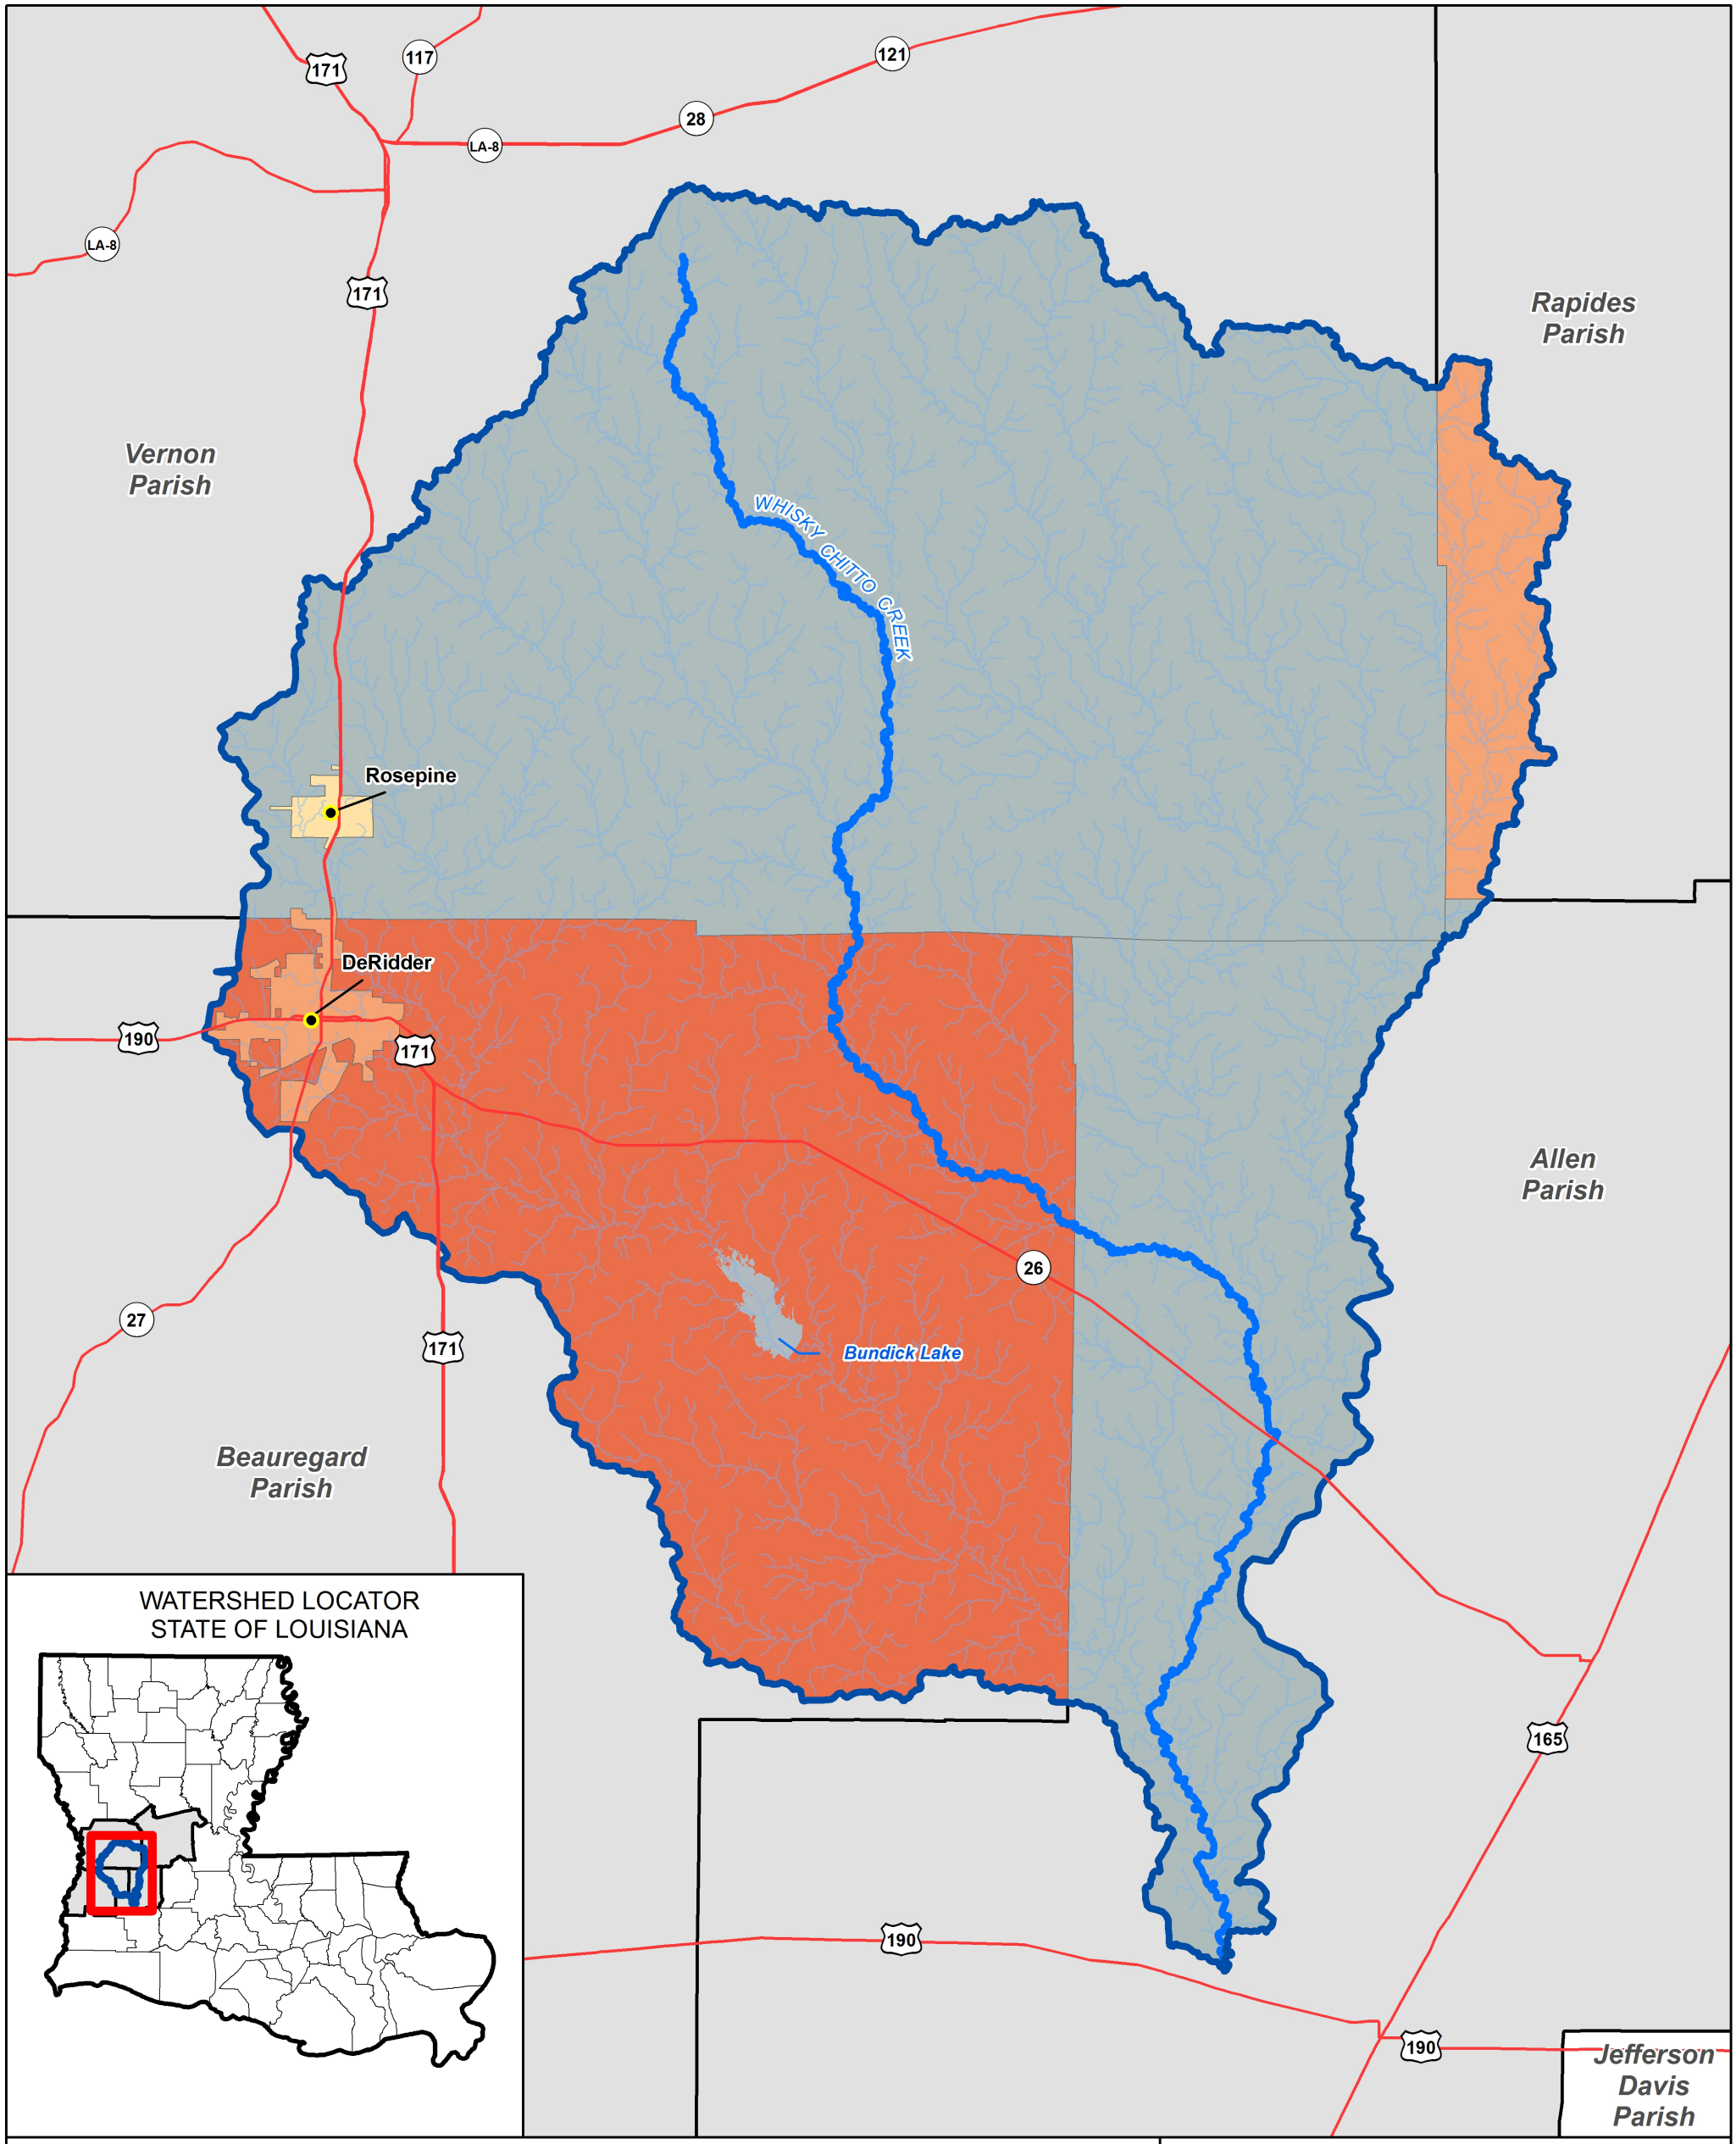 171
117
121
28
LA-8
LA-8
171
Rapides
Parish
Vernon
Parish
WHISKY CHITTO CREEK
Rosepine
DeRidder
190
171
Allen
Parish
26
27
171
Bundick Lake
Beauregard
Parish
WATERSHED LOCATOR
STATE OF LOUISIANA
165
190
190
Jefferson
Davis
Parish